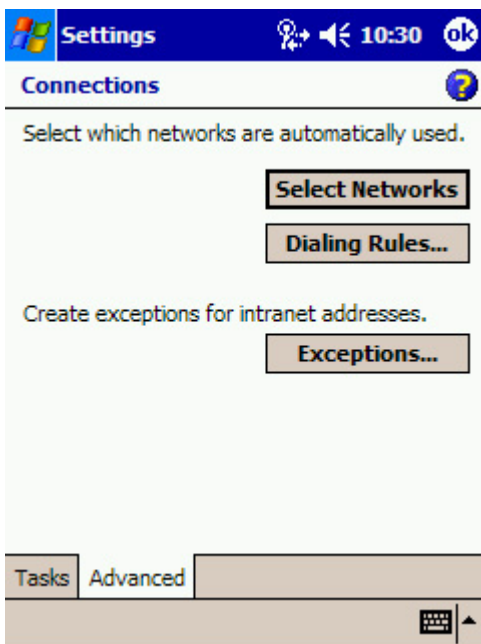 Settings 10:30 ok
Connections ?
Select which networks are automatically used.
Select Networks
Dialing Rules...
Create exceptions for intranet addresses.
Exceptions...
Tasks Advanced